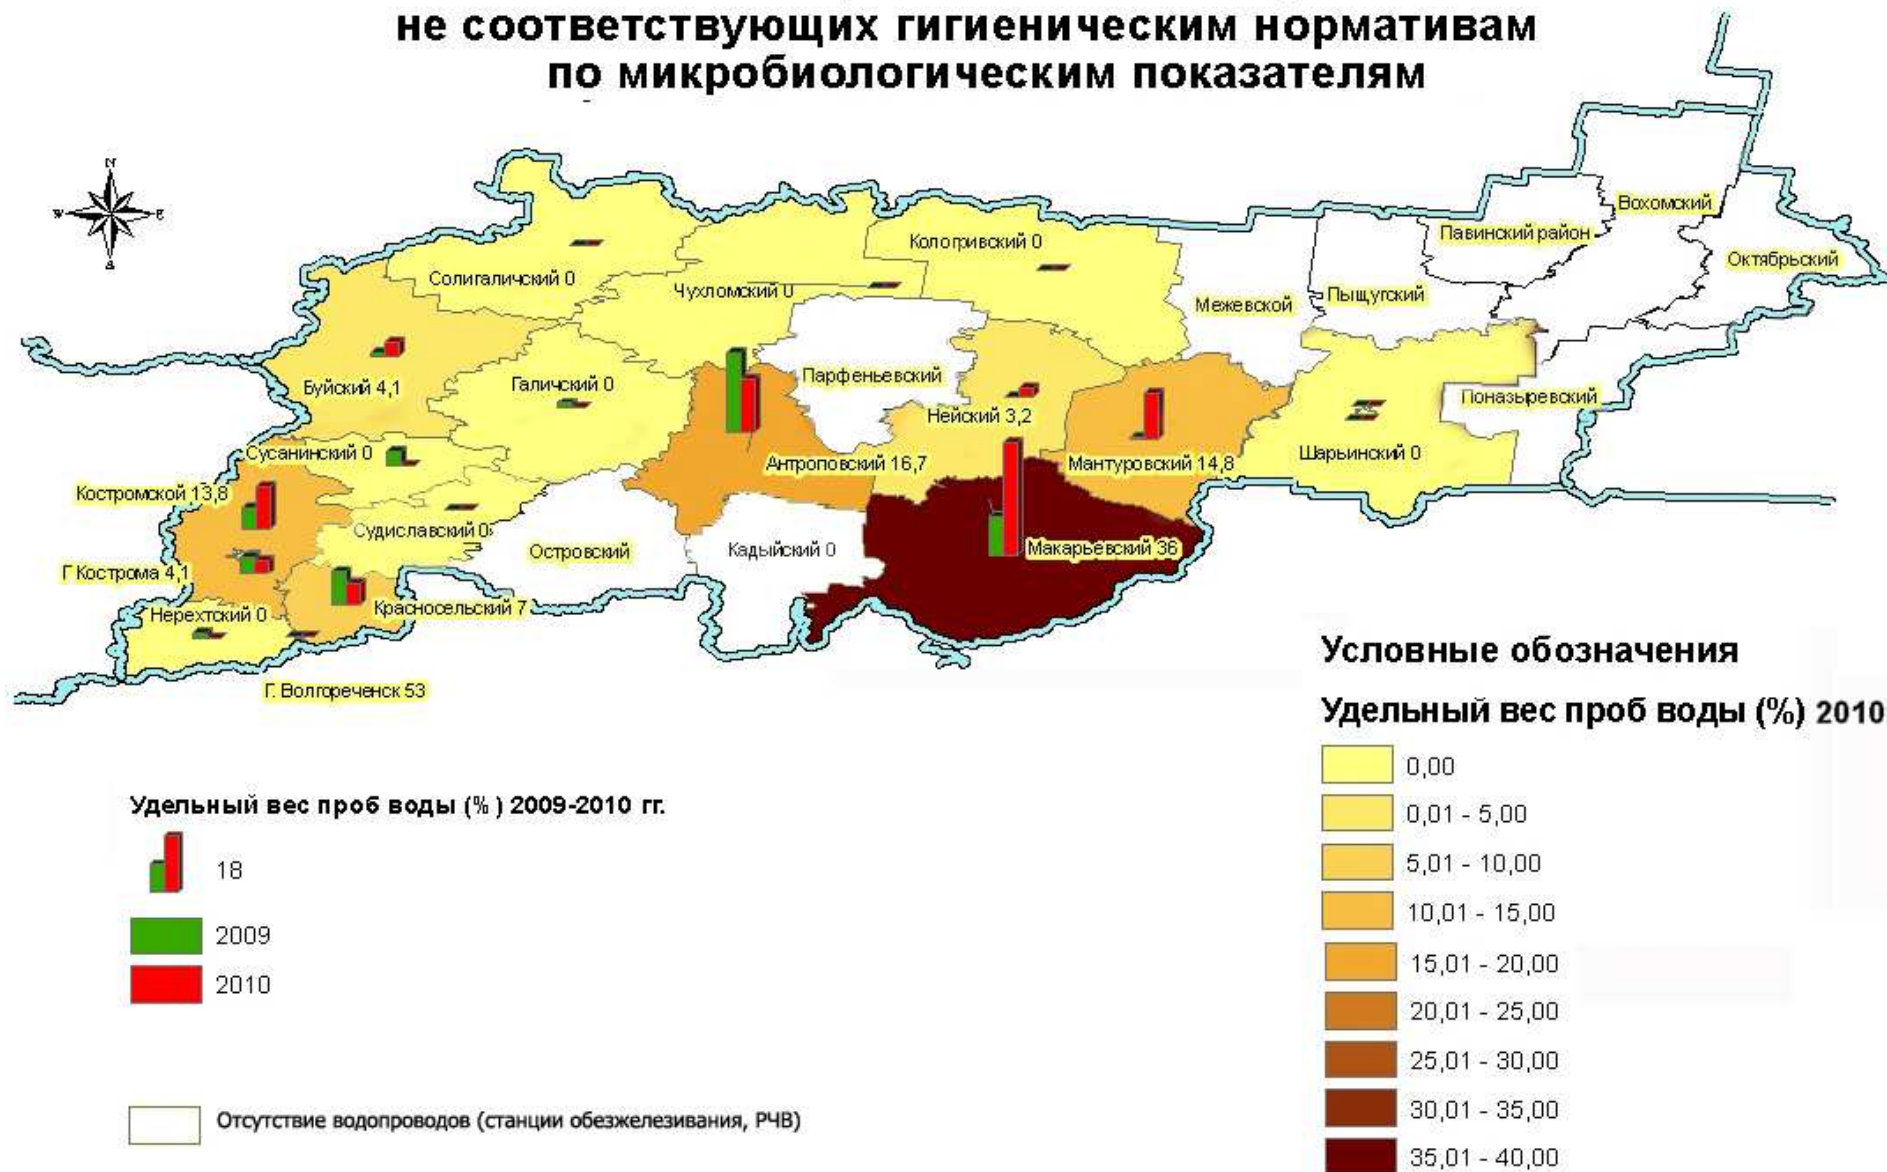 не соответствующих гигиеническим нормативам
по микробиологическим показателям
N
W
E
Вохомский
Павинский район
Кологривский 0
Октябрьский
Солигаличский 0
Чухломский 0
Межевской
Пыщугский
Буйский 4,1
Галичский 0
Парфеньевский
Поназыревский
Нейский 3,2
Сусанинский 0
Антроповский 16,7
Мантуровский 14,8
Шарьинский 0
Костромской 13,8
Судиславский 0
Островский
Кадыйский 0
Макарьевский 36
Г Кострома 4,1
Нерехтский 0
Красносельский 7
Г. Волгореченск 53
Условные обозначения
Удельный вес проб воды (%) 2010
0,00
0,01 - 5,00
5,01 - 10,00
10,01 - 15,00
15,01 - 20,00
20,01 - 25,00
25,01 - 30,00
30,01 - 35,00
35,01 - 40,00
Удельный вес проб воды (% ) 2009-2010 гг.
18
2009
2010
Отсутствие водопроводов (станции обезжелезивания, РЧВ)